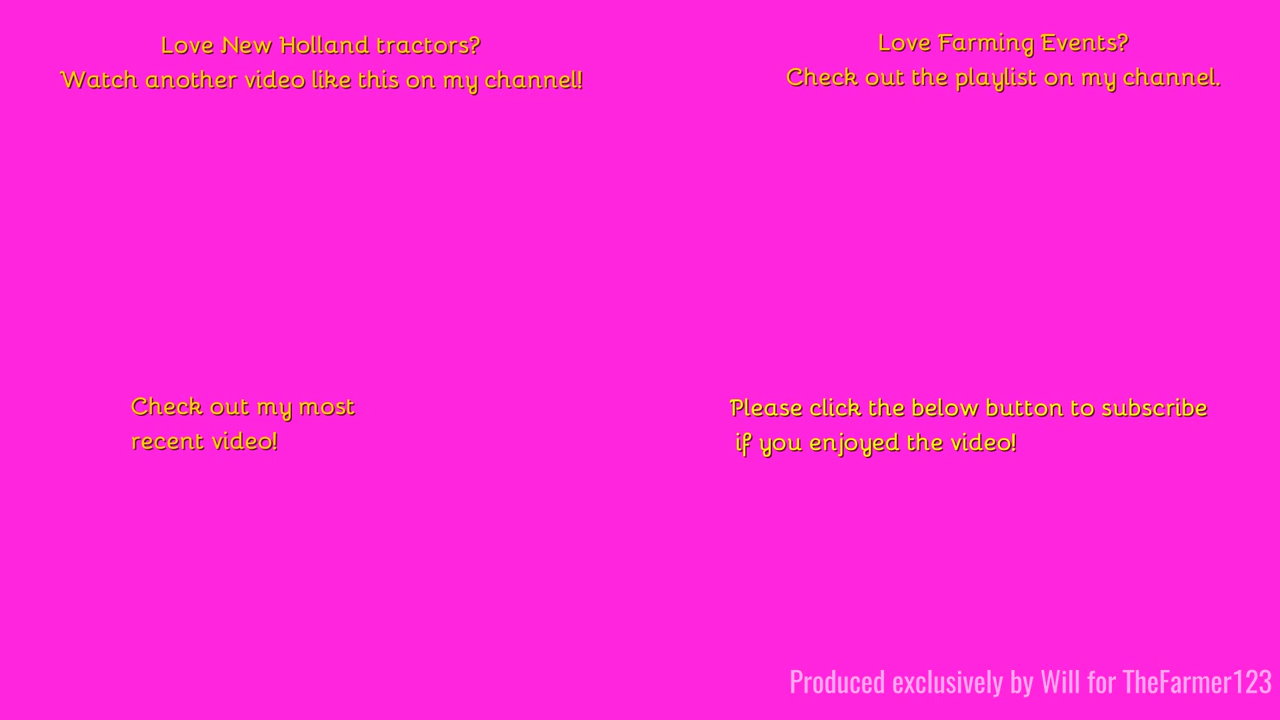 Love New Holland tractors?
Watch another video like this on my channel!
Love Farming Events?
Check out the playlist on my channel.
Check out my most
recent video!
Please click the below button to subscribe
if you enjoyed the video!
Produced exclusively by Will for TheFarmer123